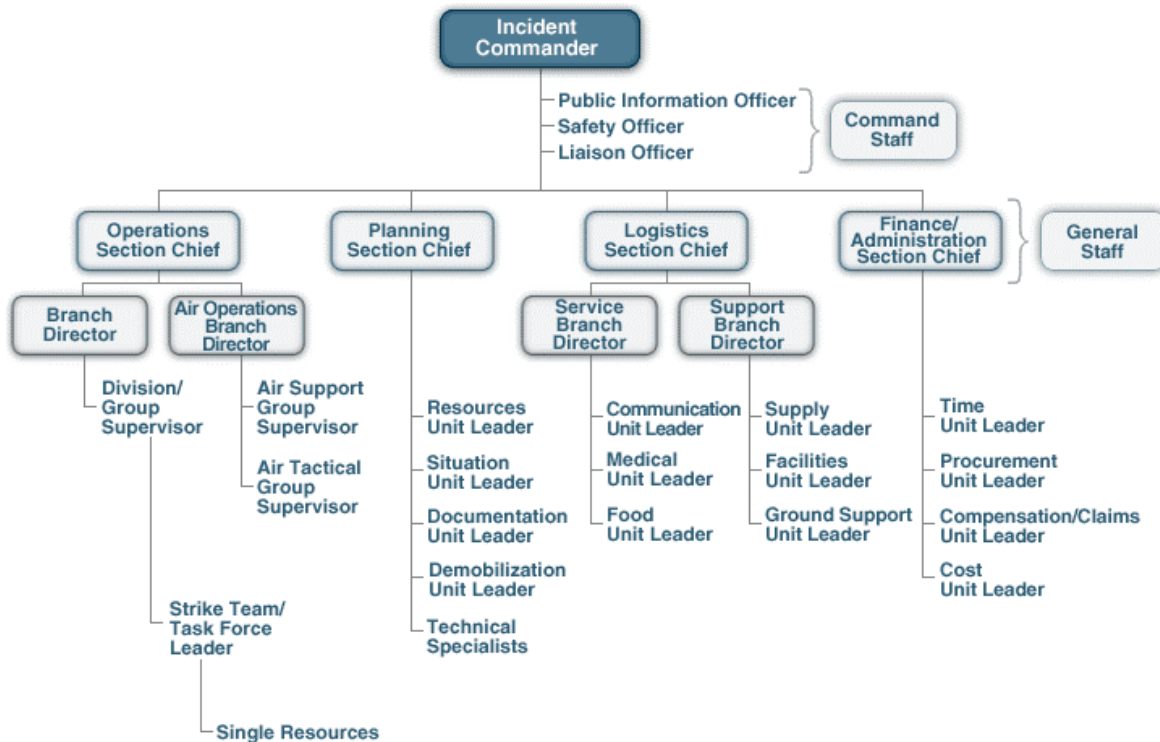 Incident
Commander
Public Information Officer
Safety Officer
Liaison Officer
Command
Staff
Operations
Section Chief
Planning
Section Chief
Logistics
Section Chief
Finance/
Administration
Section Chief
General
Staff
Branch
Director
Air Operations
Branch
Director
Service
Branch
Director
Support
Branch
Director
Division/
Group
Supervisor
Air Support
Group
Supervisor
Air Tactical
Group
Supervisor
Strike Team/
Task Force
Leader
Single Resources
Resources
Unit Leader
Situation
Unit Leader
Documentation
Unit Leader
Demobilization
Unit Leader
Technical
Specialists
Communication
Unit Leader
Medical
Unit Leader
Food
Unit Leader
Supply
Unit Leader
Facilities
Unit Leader
Ground Support
Unit Leader
Time
Unit Leader
Procurement
Unit Leader
Compensation/Claims
Unit Leader
Cost
Unit Leader